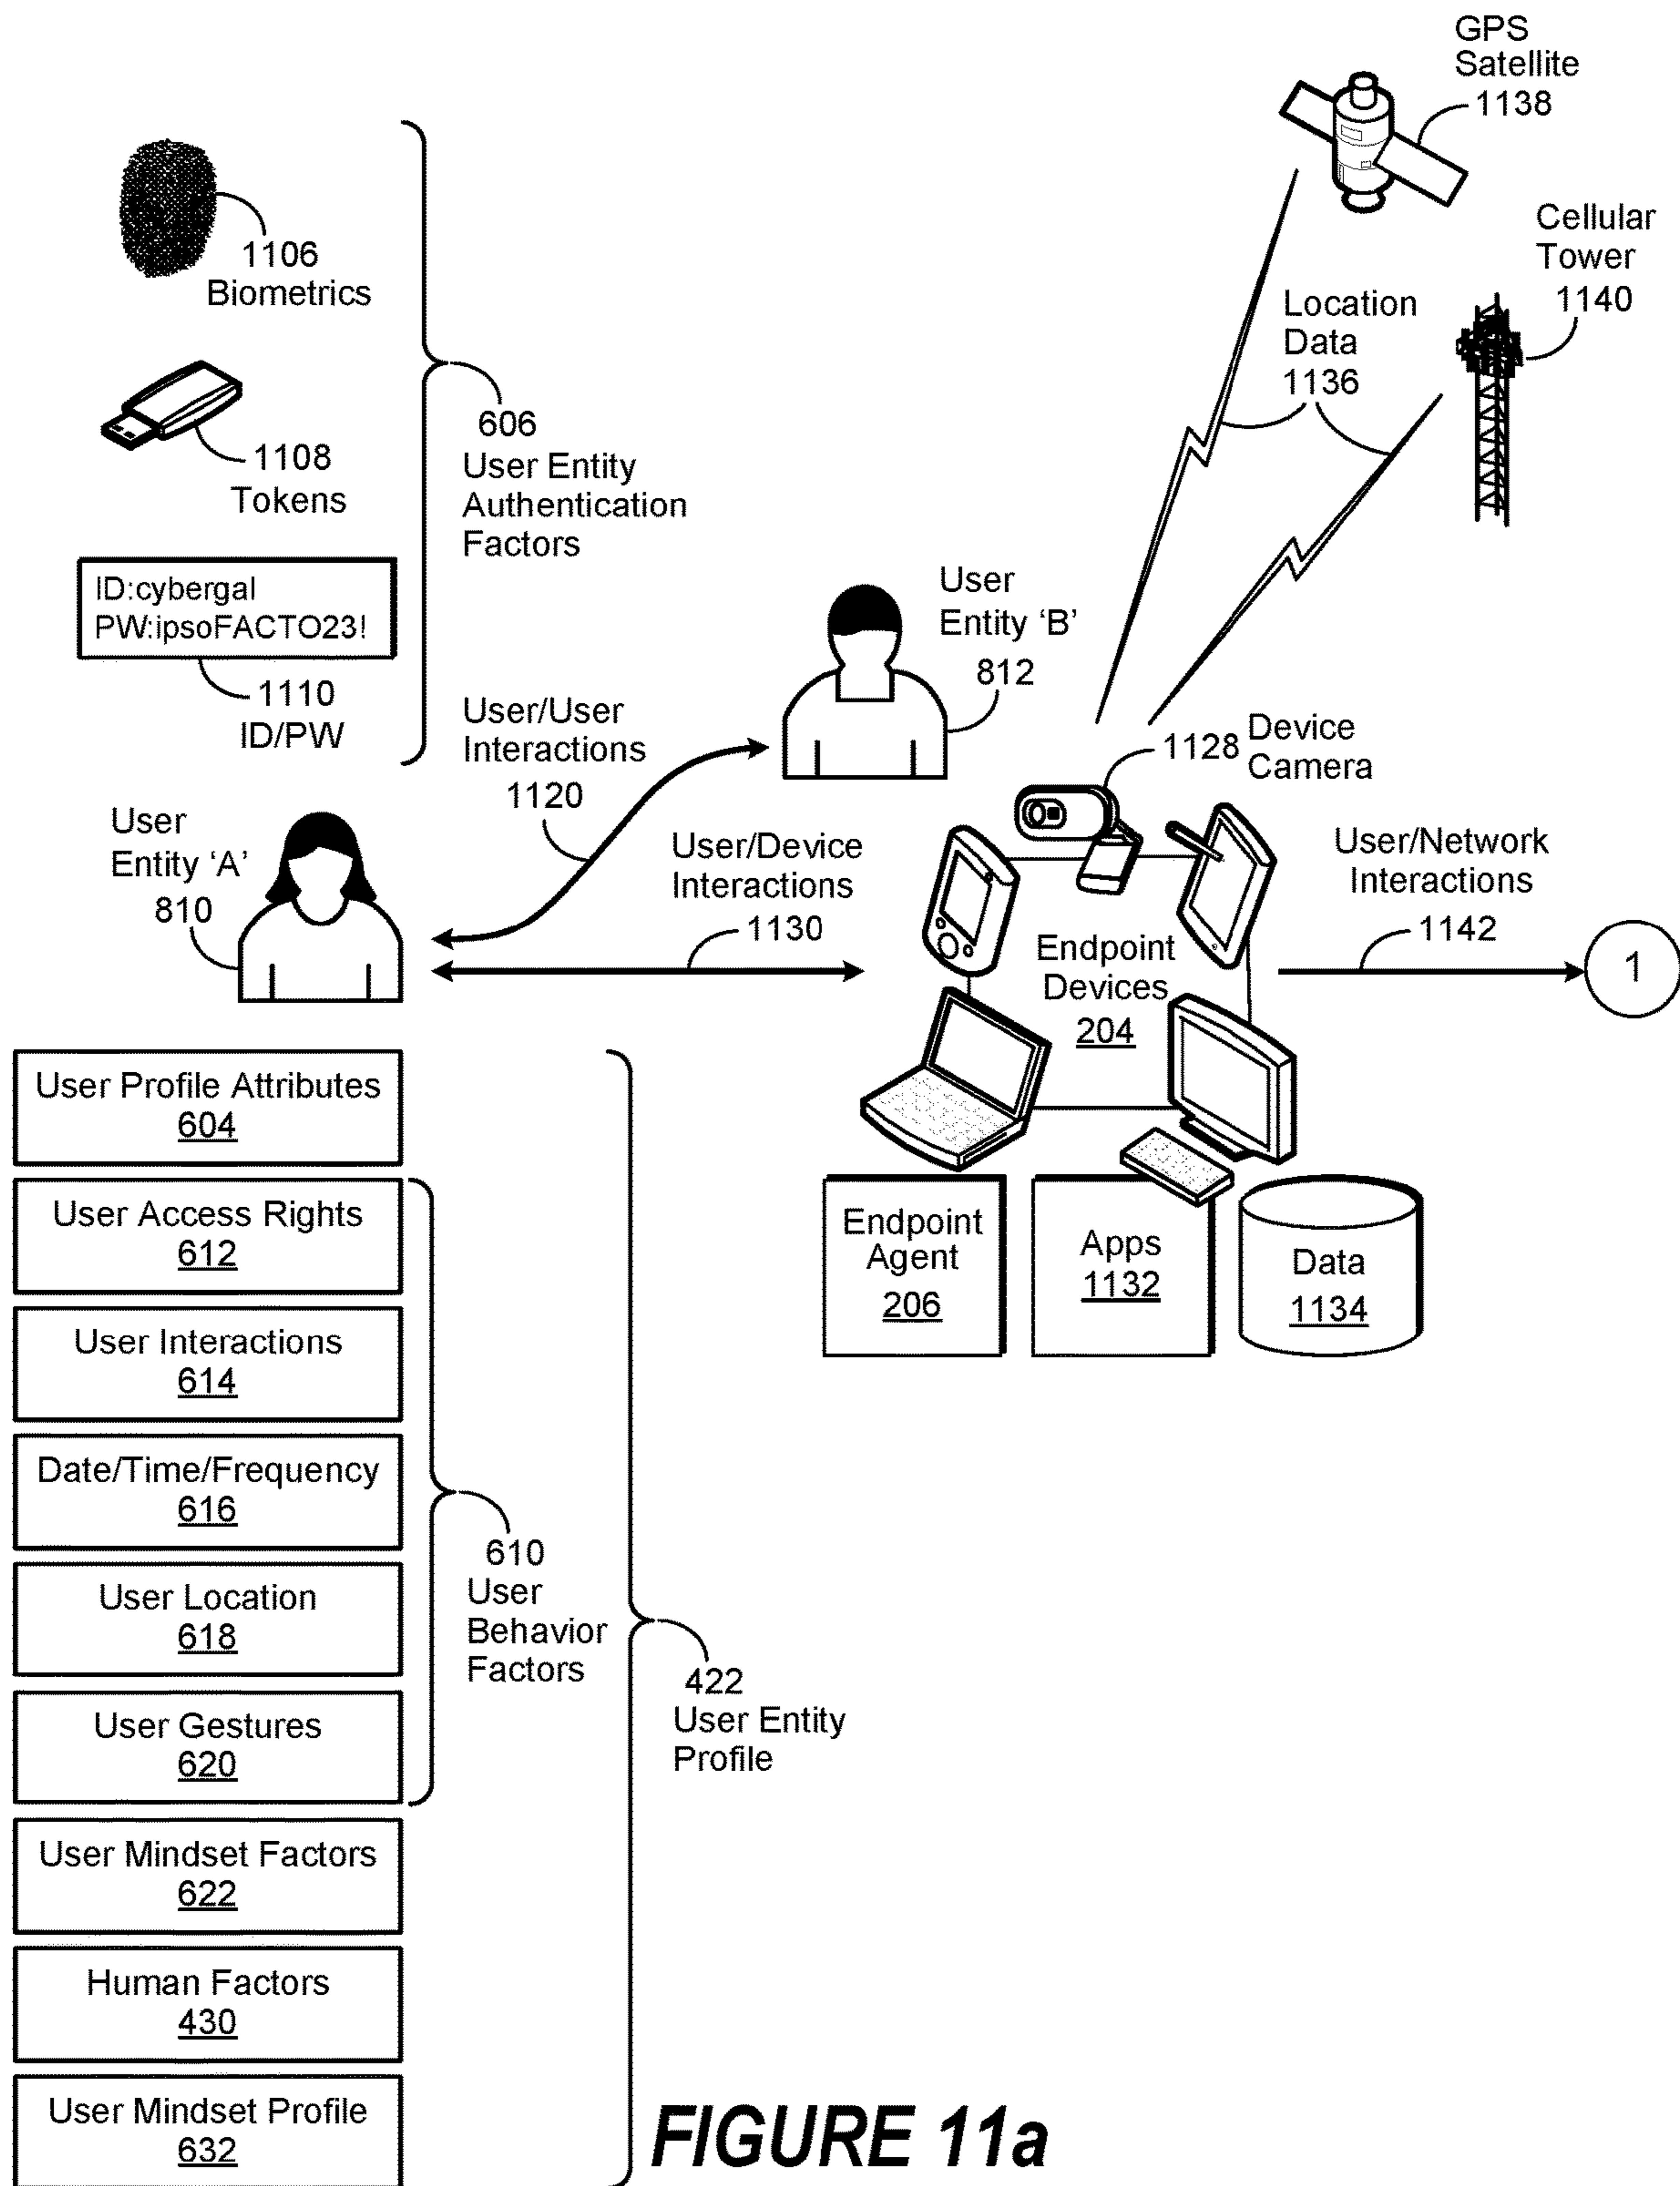 GPS
Satellite
1138
Cellular
Tower
1140
Location
Data
1136
1106
Biometrics
1108
Tokens
ID:cybergal
PW:ipsoFACTO23!
1110
ID/PW
606
User Entity
Authentication
Factors
User
Entity ‘B’
812
User/User
Interactions
1120
1128
Device
Camera
User
Entity ‘A’
810
User/Device
Interactions
1130
User/Network
Interactions
1142
1
Endpoint
Devices
204
Endpoint
Agent
206
Apps
1132
Data
1134
User Profile Attributes
604
User Access Rights
612
User Interactions
614
Date/Time/Frequency
616
User Location
618
User Gestures
620
610
User
Behavior
Factors
422
User Entity
Profile
User Mindset Factors
622
Human Factors
430
User Mindset Profile
632
FIGURE 11a